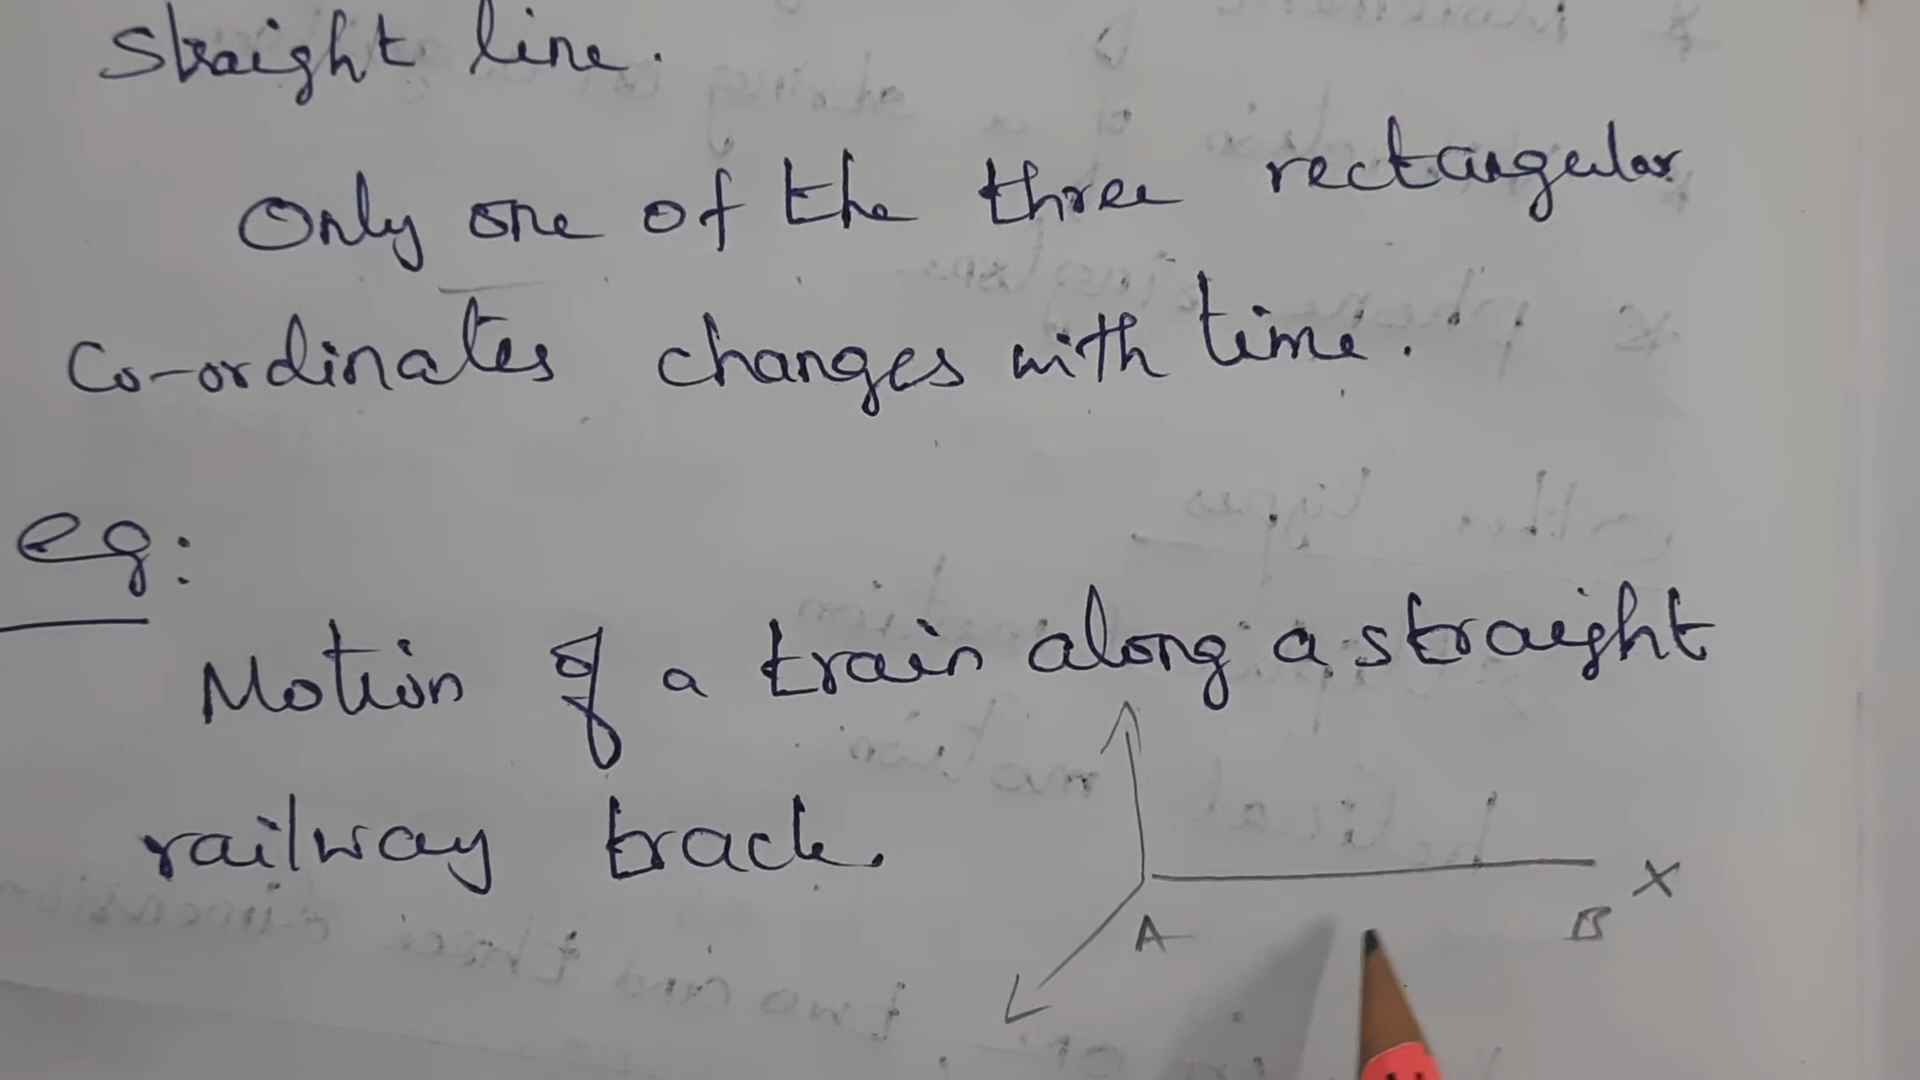 Straight line.
Only one of the three rectangular
Co-ordinates changes with time.
eg:
Motion of a train along a straight
railway track.
X
A
B